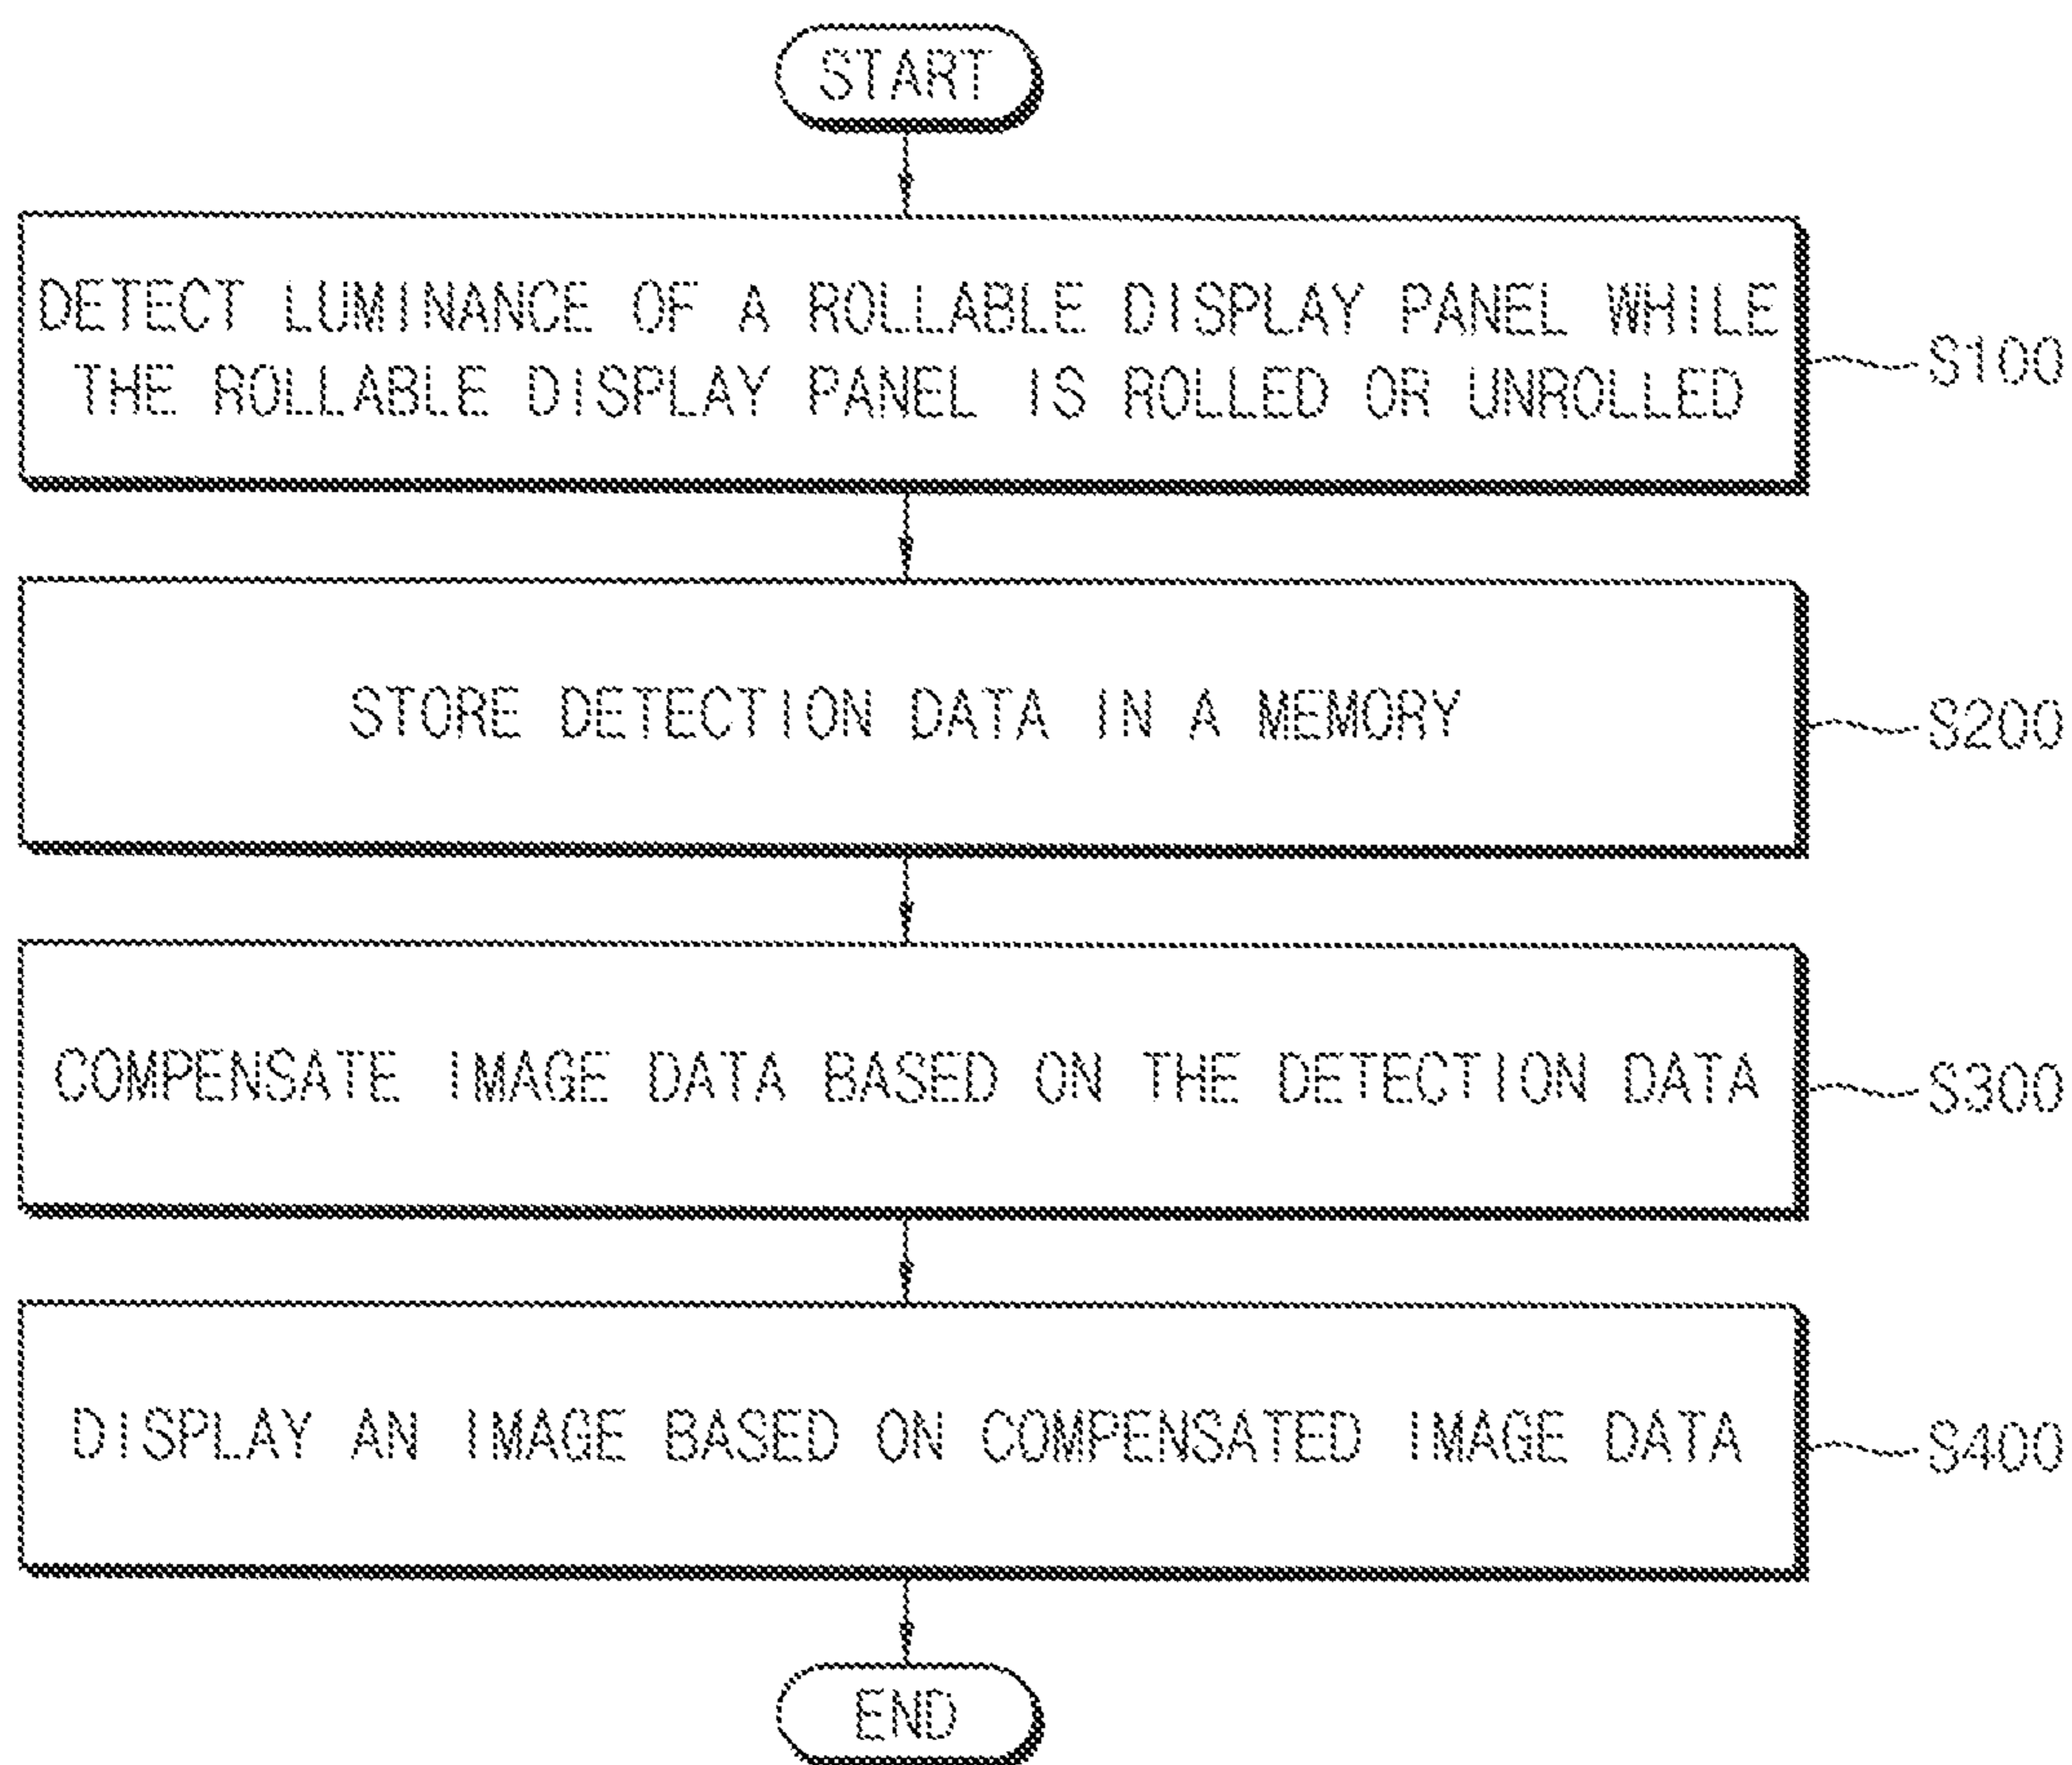 START
DETECT LUMINANCE OF A ROLLABLE DISPLAY PANEL WHILE
THE ROLLABLE DISPLAY PANEL IS ROLLED OR UNROLLED
S100
STORE DETECTION DATA IN A MEMORY
S200
COMPENSATE IMAGE DATA BASED ON THE DETECTION DATA
S300
DISPLAY AN IMAGE BASED ON COMPENSATED IMAGE DATA
S400
END